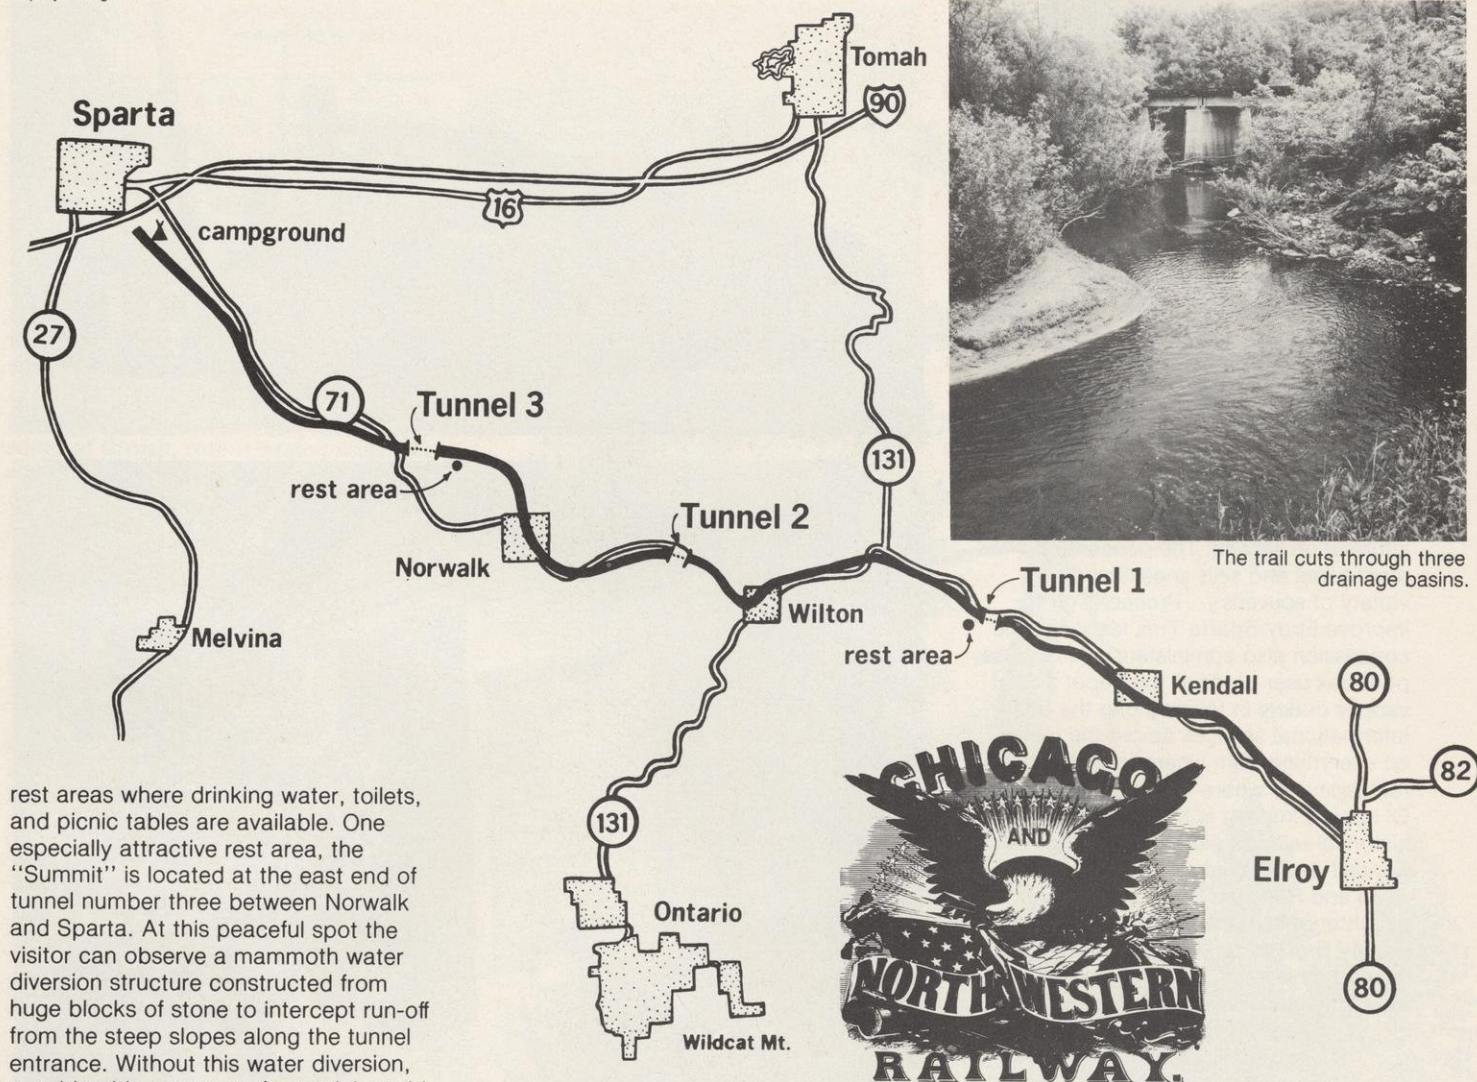 Tomah
90
Sparta
16
campground
27
71
Tunnel 3
131
rest area
Tunnel 2
Norwalk
The trail cuts through three
drainage basins.
Tunnel 1
Wilton
Melvina
rest area
Kendall
80
82
131
Elroy
Ontario
80
Wildcat Mt.
CHICAGO
AND
NORTH WESTERN
RAILWAY.
rest areas where drinking water, toilets,
and picnic tables are available. One
especially attractive rest area, the
"Summit" is located at the east end of
tunnel number three between Norwalk
and Sparta. At this peaceful spot the
visitor can observe a mammoth water
diversion structure constructed from
huge blocks of stone to intercept run-off
from the steep slopes along the tunnel
entrance. Without this water diversion,